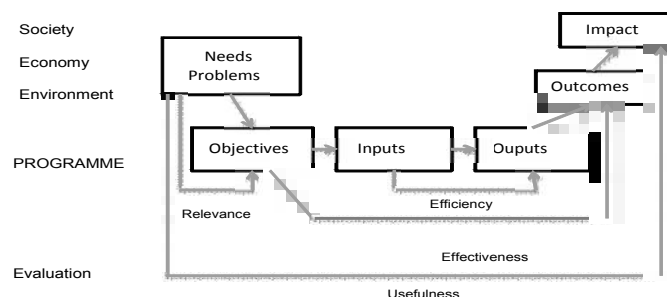 Society
Impact
Economy
Needs
Problems
Environment
Outcomes
PROGRAMME
Objectives
Inputs
Ouputs
Relevance
Efficiency
Effectiveness
Evaluation
Usefulness